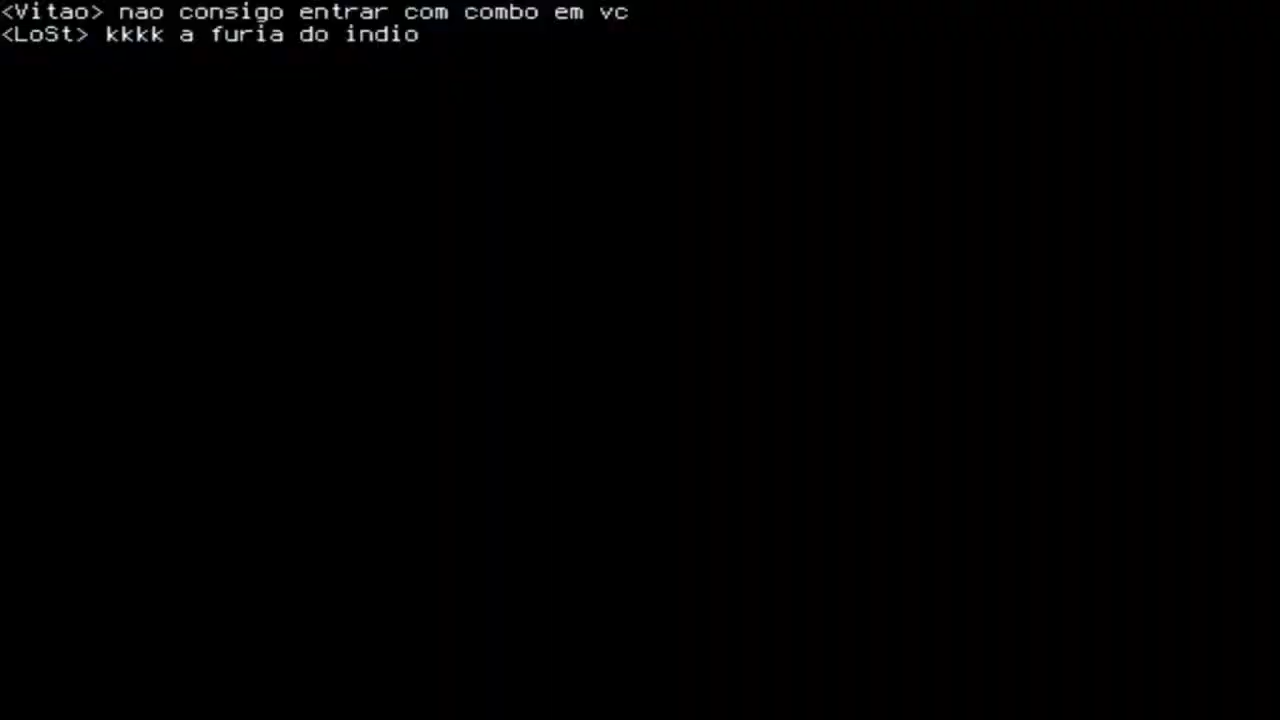 <Vitao> nao consigo entrar com combo em vc
<LoSt> kkkk a furia do indio